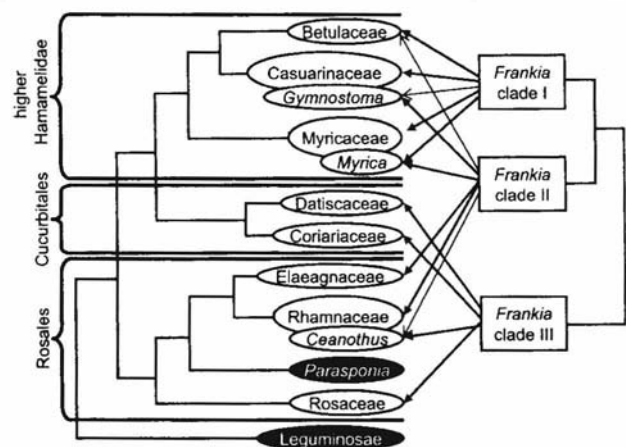 higher
Hamamelidae
Cucurbitales
Rosales
Betulaceae
Casuarinaceae
Gymnostoma
Myricaceae
Myrica
Datiscaceae
Coriariaceae
Elaeagnaceae
Rhamnaceae
Ceanothus
Parasponia
Rosaceae
Leguminosae
Frankia
clade I
Frankia
clade II
Frankia
clade III